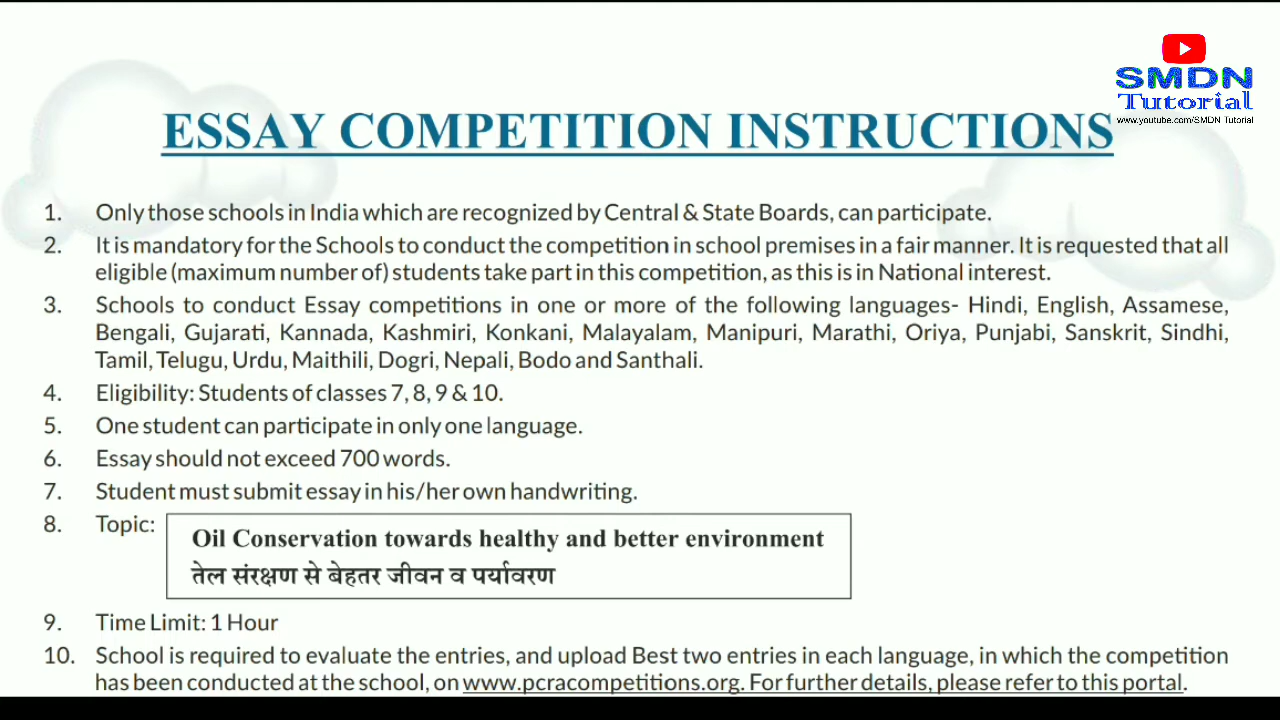 SMDN
Tutorial
www.youtube.com/SMDN Tutorial
ESSAY COMPETITION INSTRUCTIONS
1. Only those schools in India which are recognized by Central & State Boards, can participate.
2. It is mandatory for the Schools to conduct the competition in school premises in a fair manner. It is requested that all
eligible (maximum number of) students take part in this competition, as this is in National interest.
3. Schools to conduct Essay competitions in one or more of the following languages- Hindi, English, Assamese,
Bengali, Gujarati, Kannada, Kashmiri, Konkani, Malayalam, Manipuri, Marathi, Oriya, Punjabi, Sanskrit, Sindhi,
Tamil, Telugu, Urdu, Maithili, Dogri, Nepali, Bodo and Santhali.
4. Eligibility: Students of classes 7, 8, 9 & 10.
5. One student can participate in only one language.
6. Essay should not exceed 700 words.
7. Student must submit essay in his/her own handwriting.
8. Topic:
Oil Conservation towards healthy and better environment
तेल संरक्षण से बेहतर जीवन व पर्यावरण
9. Time Limit: 1 Hour
10. School is required to evaluate the entries, and upload Best two entries in each language, in which the competition
has been conducted at the school, on www.pcracompetitions.org. For further details, please refer to this portal.